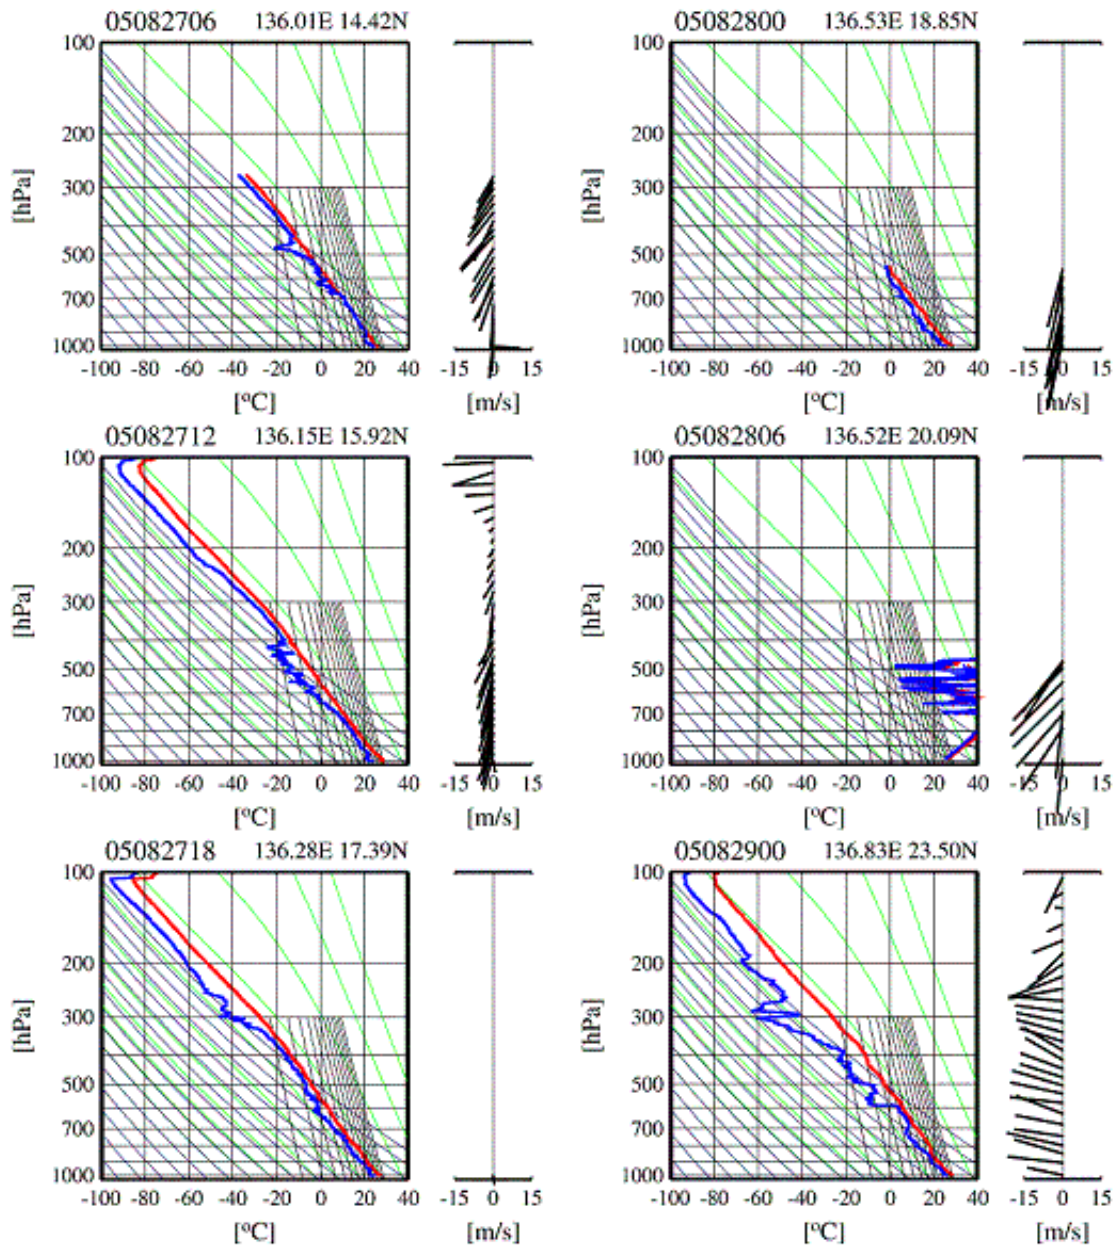 05082706 136.01E 14.42N
100
200
300
500
700
1000
[hPa]
-100 -80 -60 -40 -20 0 20 40
-15 0 15
[ºC]
[m/s]
05082800 136.53E 18.85N
100
200
300
500
700
1000
[hPa]
-100 -80 -60 -40 -20 0 20 40
-15 0 15
[ºC]
[m/s]
05082712 136.15E 15.92N
100
200
300
500
700
1000
[hPa]
-100 -80 -60 -40 -20 0 20 40
-15 0 15
[ºC]
[m/s]
05082806 136.52E 20.09N
100
200
300
500
700
1000
[hPa]
-100 -80 -60 -40 -20 0 20 40
-15 0 15
[ºC]
[m/s]
05082718 136.28E 17.39N
100
200
300
500
700
1000
[hPa]
-100 -80 -60 -40 -20 0 20 40
-15 0 15
[ºC]
[m/s]
05082900 136.83E 23.50N
100
200
300
500
700
1000
[hPa]
-100 -80 -60 -40 -20 0 20 40
-15 0 15
[ºC]
[m/s]